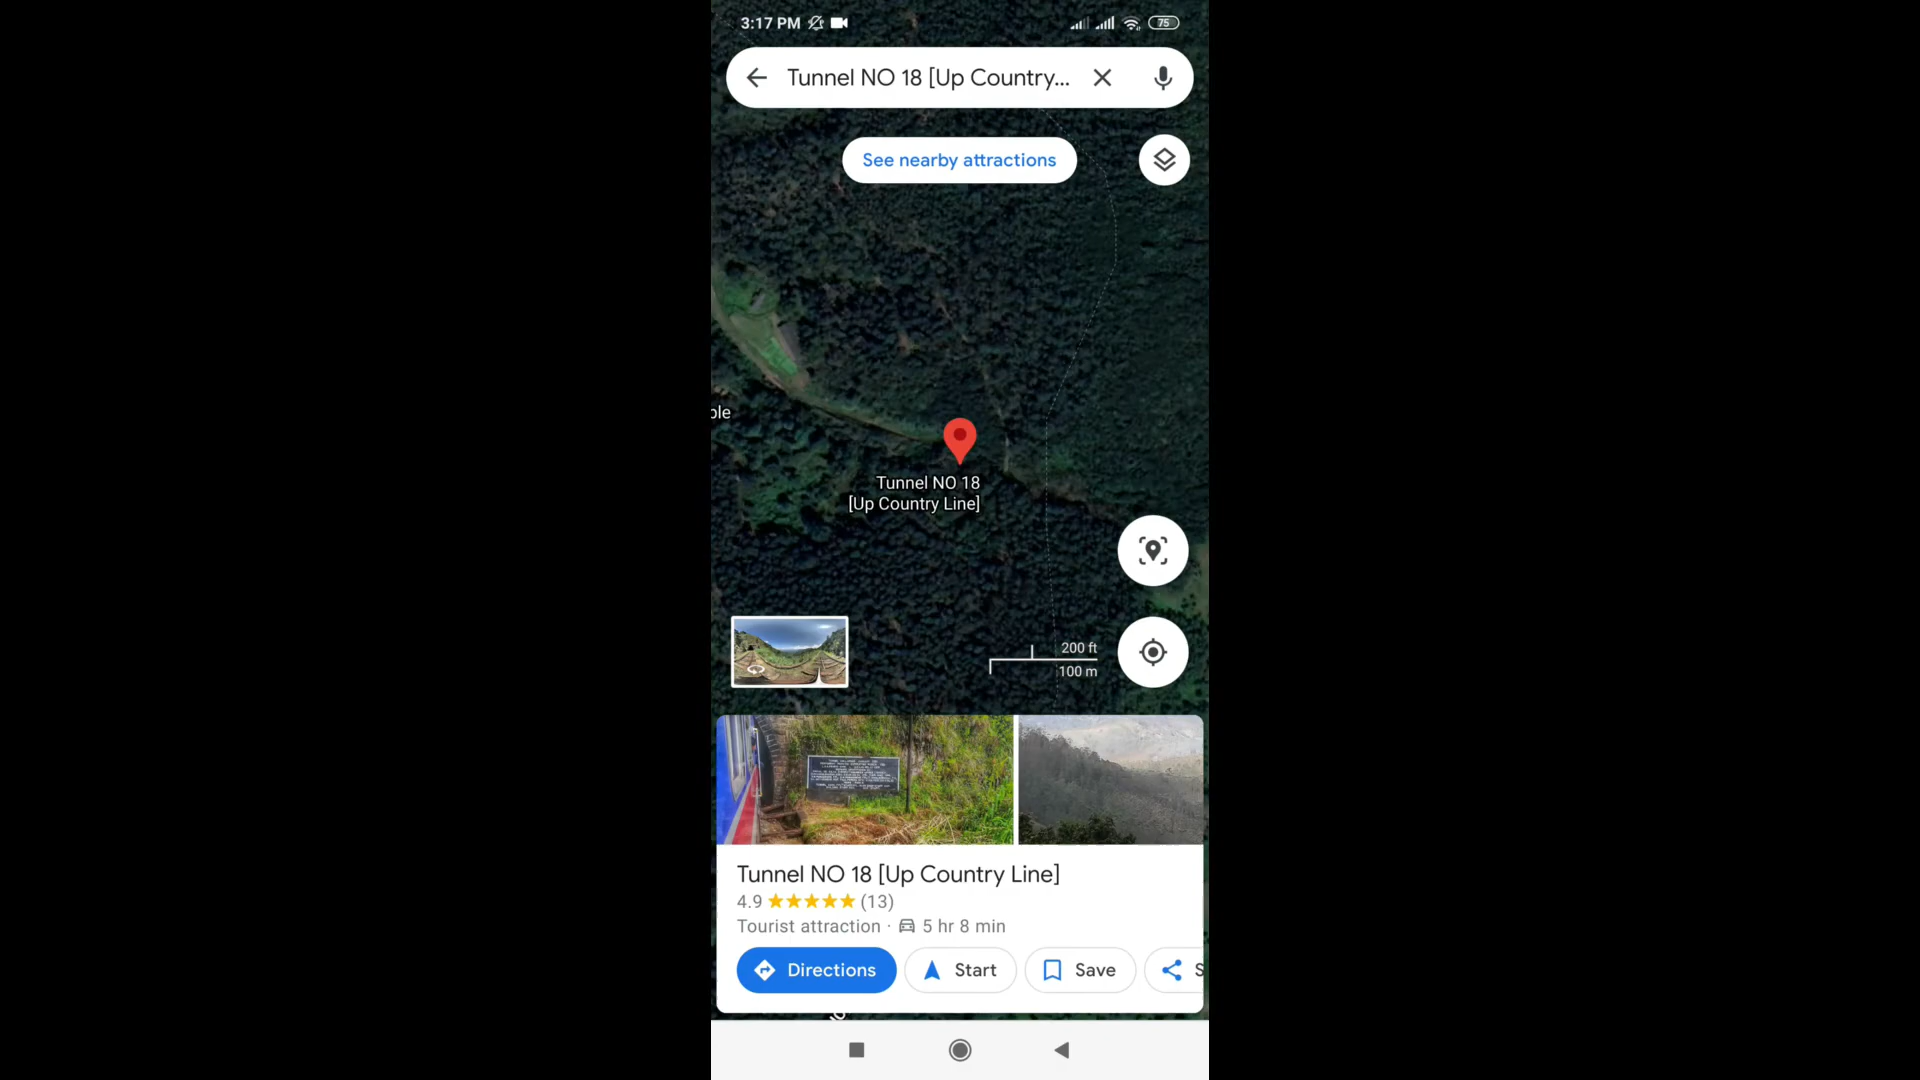 3:17 PM
75
Tunnel NO 18 [Up Country...
See nearby attractions
ole
Tunnel NO 18
[Up Country Line]
200 ft
100 m
Tunnel NO 18 [Up Country Line]
4.9 (13)
Tourist attraction · 5 hr 8 min
Directions
Start
Save
S